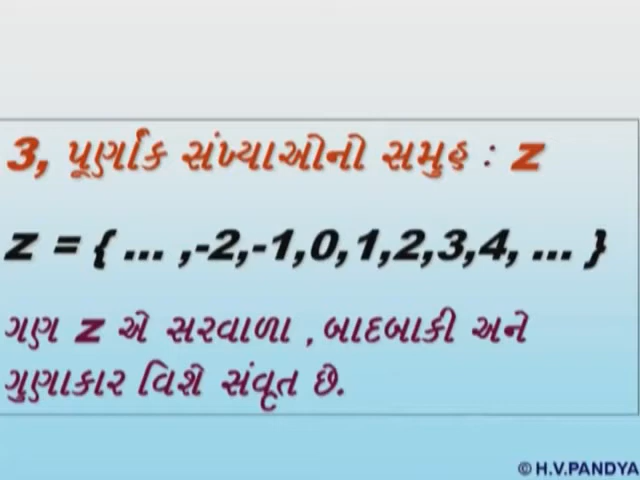 3, પૂર્ણાંક સંખ્યાઓનો સમુહ : z
z = { ... ,-2,-1,0,1,2,3,4, ... }
ગણ z એ સરવાળા ,બાદબાકી અને
ગુણાકાર વિશે સંવૃત છે.
© H.V.PANDYA